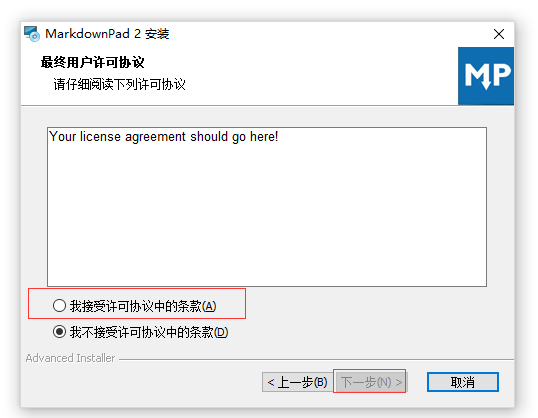 MarkdownPad 2 安装
最终用户许可协议
请仔细阅读下列许可协议
MP
Your license agreement should go here!
我接受许可协议中的条款(A)
我不接受许可协议中的条款(D)
Advanced Installer
< 上一步(B)
下一步(N) >
取消